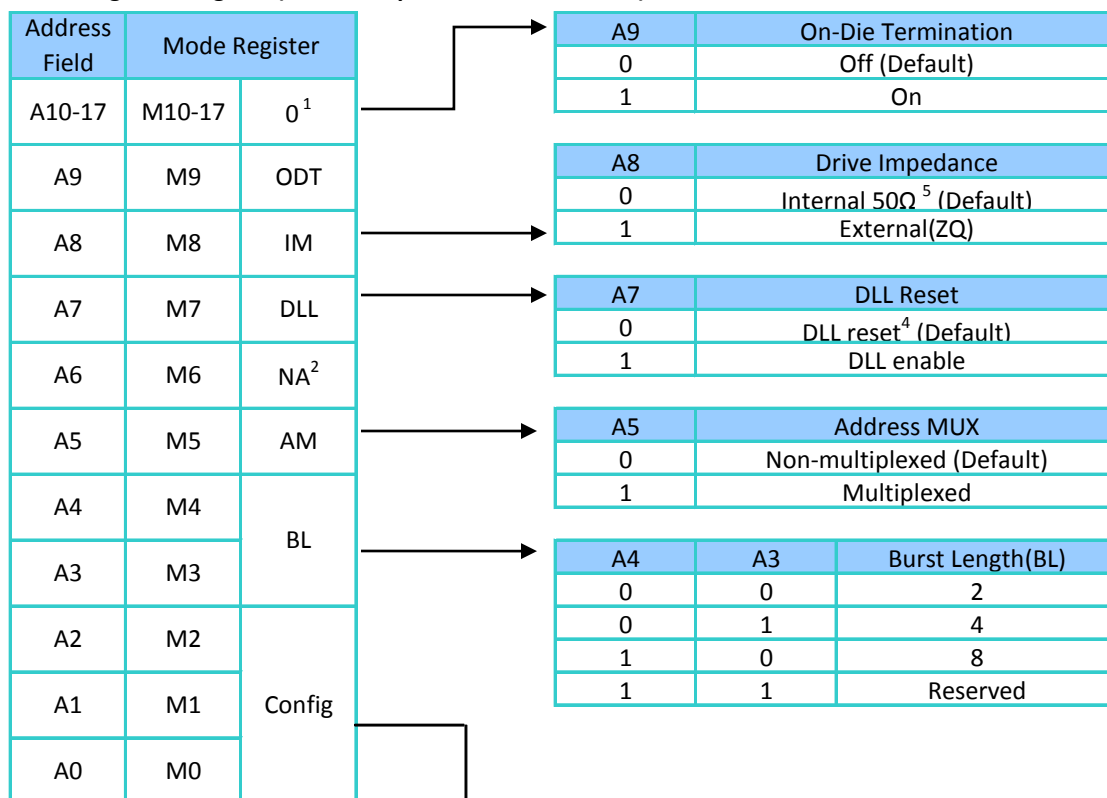 Address Field Mode Register
A10-17 M10-17 0¹
A9 M9 ODT
A8 M8 IM
A7 M7 DLL
A6 M6 NA²
A5 M5 AM
A4 M4 BL
A3 M3
A2 M2 Config
A1 M1
A0 M0
A9 On-Die Termination
0 Off (Default)
1 On
A8 Drive Impedance
0 Internal 50Ω ⁵ (Default)
1 External(ZQ)
A7 DLL Reset
0 DLL reset⁴ (Default)
1 DLL enable
A5 Address MUX
0 Non-multiplexed (Default)
1 Multiplexed
A4 A3 Burst Length(BL)
0 0 2
0 1 4
1 0 8
1 1 Reserved